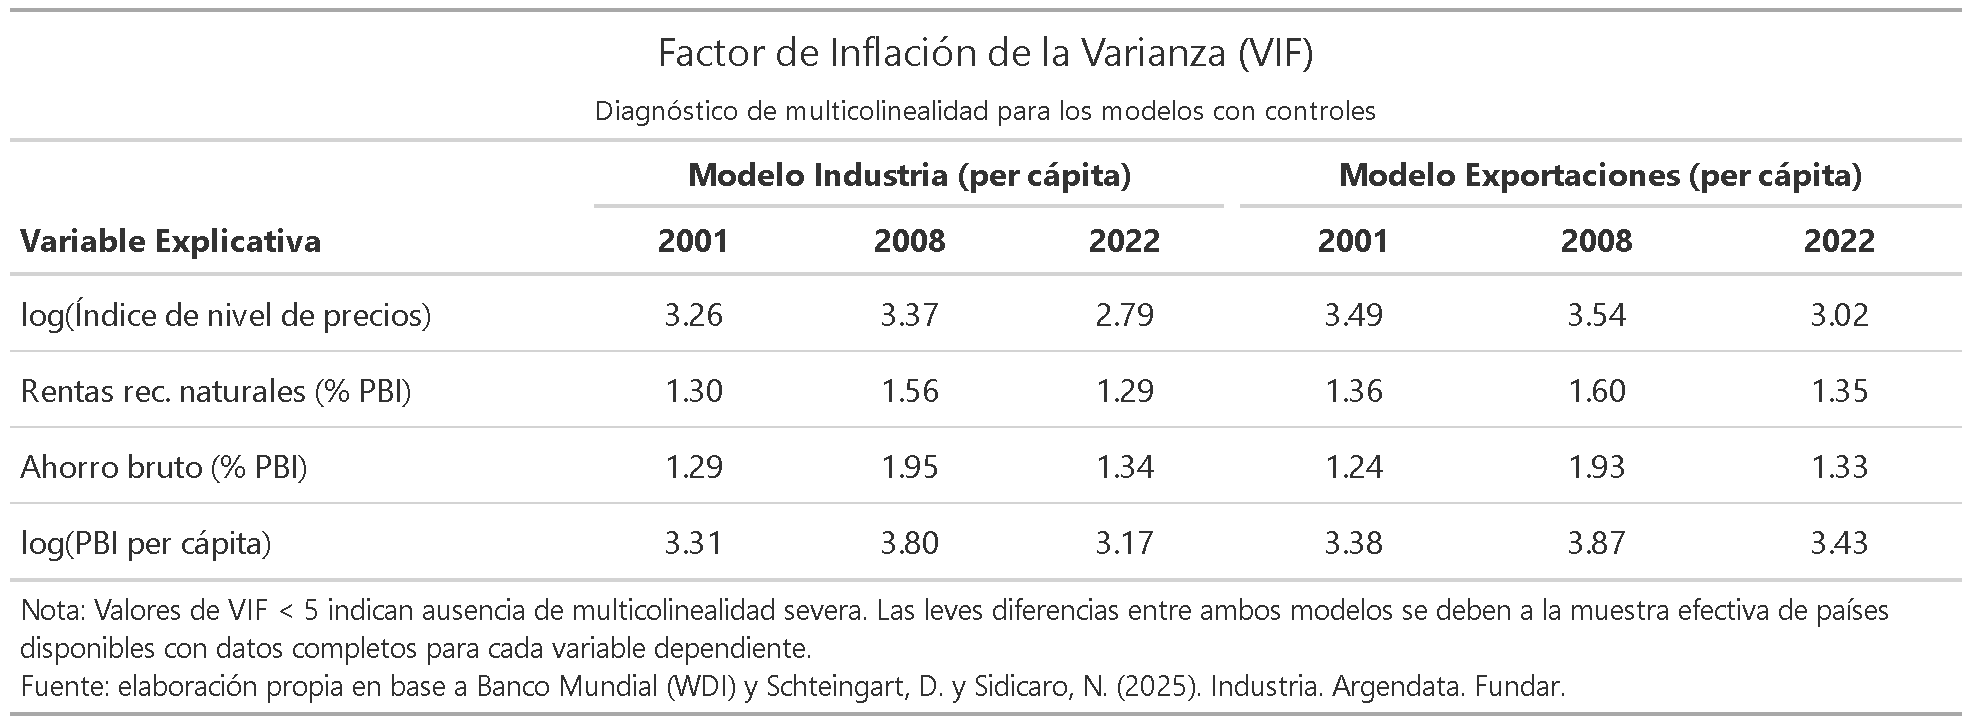 Factor de Inflación de la Varianza (VIF)
Diagnóstico de multicolinealidad para los modelos con controles
Modelo Industria (per cápita) Modelo Exportaciones (per cápita)
Variable Explicativa 2001 2008 2022 2001 2008 2022
log(Índice de nivel de precios) 3.26 3.37 2.79 3.49 3.54 3.02
Rentas rec. naturales (% PBI) 1.30 1.56 1.29 1.36 1.60 1.35
Ahorro bruto (% PBI) 1.29 1.95 1.34 1.24 1.93 1.33
log(PBI per cápita) 3.31 3.80 3.17 3.38 3.87 3.43
Nota: Valores de VIF < 5 indican ausencia de multicolinealidad severa. Las leves diferencias entre ambos modelos se deben a la muestra efectiva de países
disponibles con datos completos para cada variable dependiente.
Fuente: elaboración propia en base a Banco Mundial (WDI) y Schteingart, D. y Sidicaro, N. (2025). Industria. Argendata. Fundar.